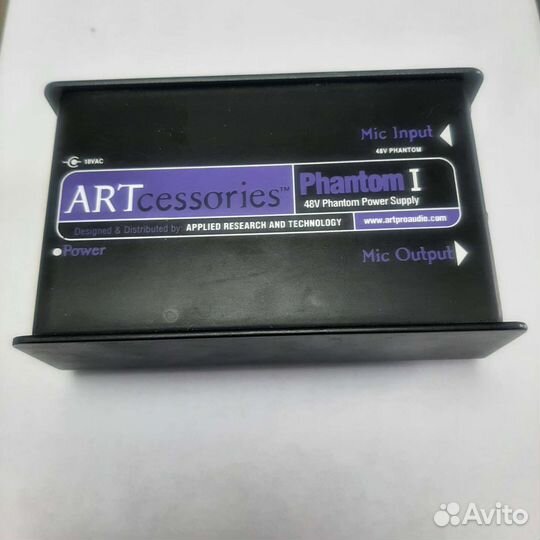 Mic Input
48V PHANTOM
18VAC
ARTcessories™
Phantom I
48V Phantom Power Supply
Designed & Distributed by: APPLIED RESEARCH AND TECHNOLOGY
www.artproaudio.com
Power
Mic Output
Avito